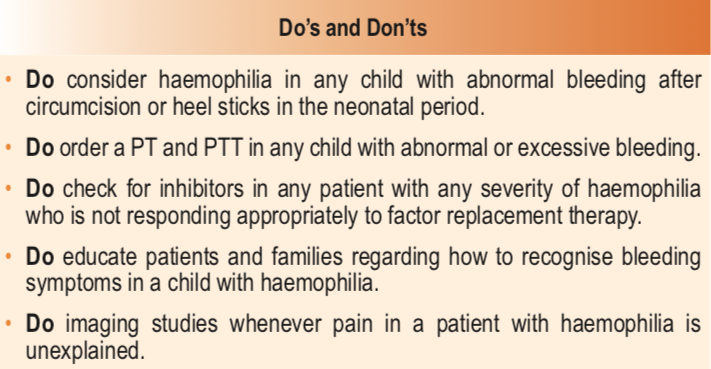 Do's and Don'ts
• Do consider haemophilia in any child with abnormal bleeding after
circumcision or heel sticks in the neonatal period.
• Do order a PT and PTT in any child with abnormal or excessive bleeding.
• Do check for inhibitors in any patient with any severity of haemophilia
who is not responding appropriately to factor replacement therapy.
• Do educate patients and families regarding how to recognise bleeding
symptoms in a child with haemophilia.
• Do imaging studies whenever pain in a patient with haemophilia is
unexplained.